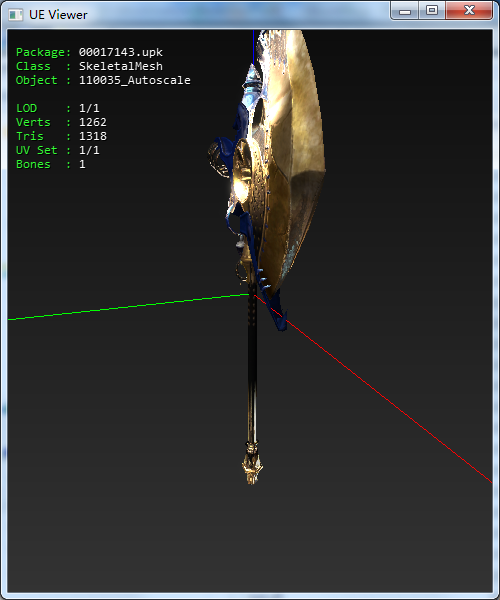 UE Viewer
Package: 00017143.upk
Class  : SkeletalMesh
Object : 110035_Autoscale
LOD    : 1/1
Verts  : 1262
Tris   : 1318
UV Set : 1/1
Bones  : 1